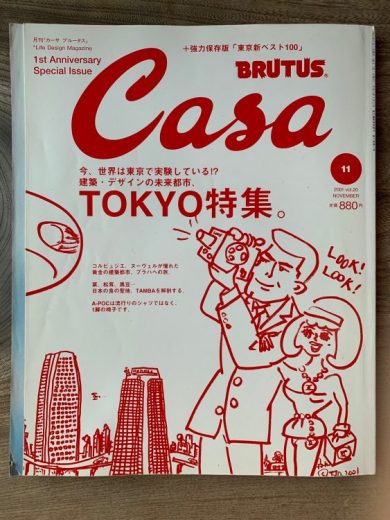 月刊『カーサ ブルータス』
"Life Design Magazine
1st Anniversary
Special Issue
＋強力保存版「東京新ベスト100」
BRUTUS®
Casa
11
2001 vol.20
NOVEMBER
定価 880円
今、世界は東京で実験している!?
建築・デザインの未来都市、
TOKYO特集。
コルビュジエ、ヌーヴェルが憧れた
黄金の建築都市、プラハへの旅。
栗、松茸、黒豆…
日本の食の聖地、TAMBAを解剖する。
A-POCは流行りのシャツではなく、
1脚の椅子です。
LOOK!
LOOK!